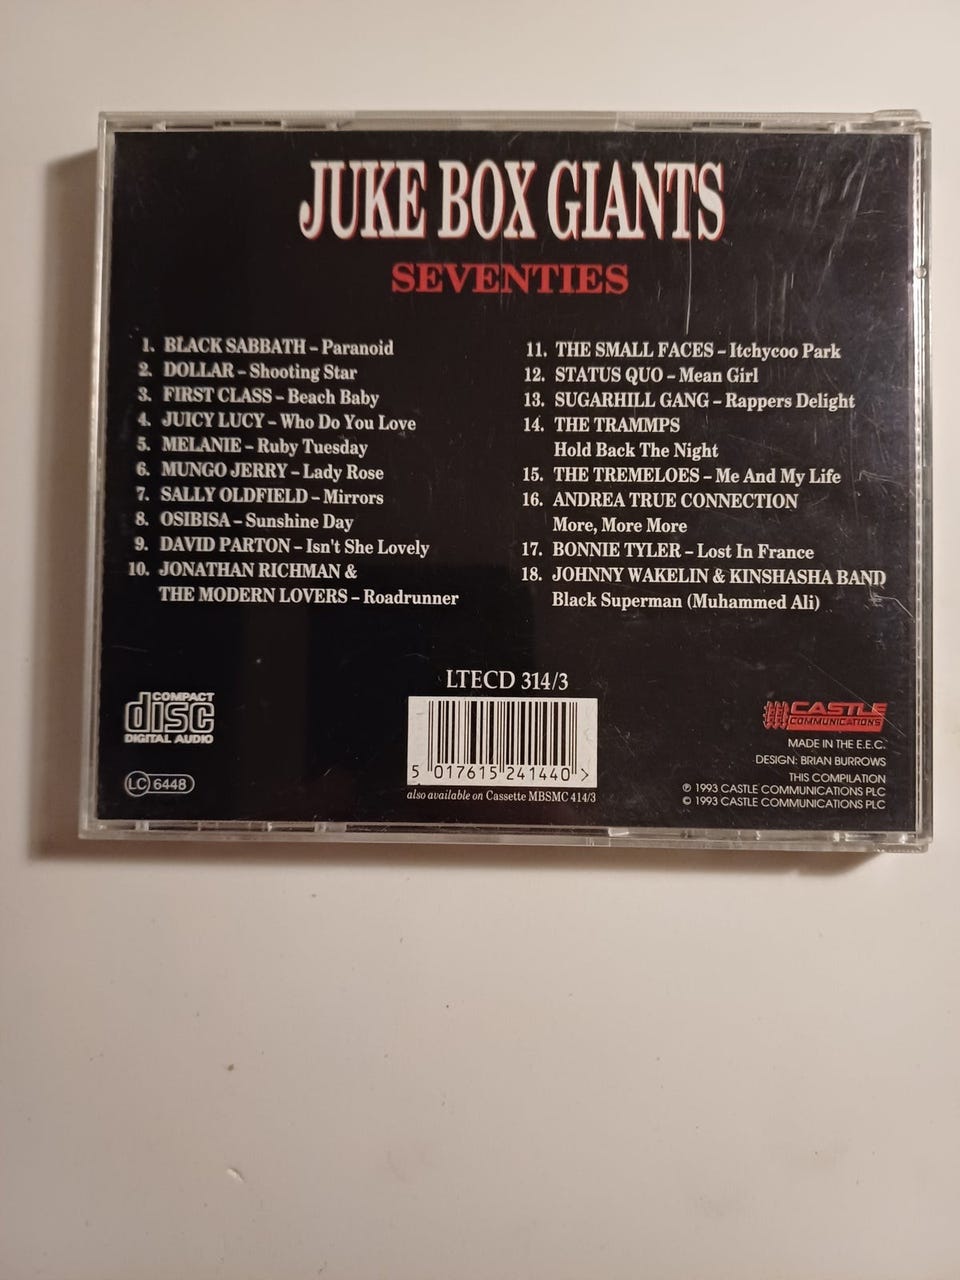 JUKE BOX GIANTS
SEVENTIES
1. BLACK SABBATH – Paranoid
2. DOLLAR – Shooting Star
3. FIRST CLASS – Beach Baby
4. JUICY LUCY – Who Do You Love
5. MELANIE – Ruby Tuesday
6. MUNGO JERRY – Lady Rose
7. SALLY OLDFIELD – Mirrors
8. OSIBISA – Sunshine Day
9. DAVID PARTON – Isn't She Lovely
10. JONATHAN RICHMAN &
THE MODERN LOVERS – Roadrunner
11. THE SMALL FACES – Itchycoo Park
12. STATUS QUO – Mean Girl
13. SUGARHILL GANG – Rappers Delight
14. THE TRAMMPS
Hold Back The Night
15. THE TREMELOES – Me And My Life
16. ANDREA TRUE CONNECTION
More, More More
17. BONNIE TYLER – Lost In France
18. JOHNNY WAKELIN & KINSHASHA BAND
Black Superman (Muhammed Ali)
COMPACT
disc
DIGITAL AUDIO
LC 6448
LTECD 314/3
5 017615 241440 >
also available on Cassette MBSMC 414/3
CASTLE
COMMUNICATIONS
MADE IN THE E.E.C.
DESIGN: BRIAN BURROWS
THIS COMPILATION
℗ 1993 CASTLE COMMUNICATIONS PLC
© 1993 CASTLE COMMUNICATIONS PLC